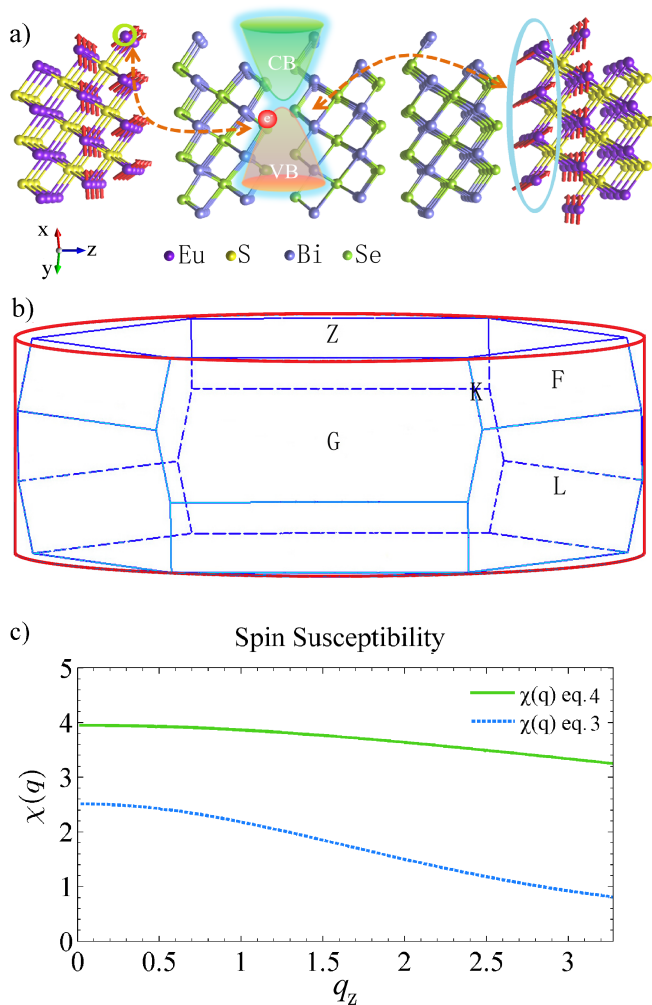 a)
CB
e
VB
x
y
z
Eu S Bi Se
b)
Z
K
F
G
L
c)
Spin Susceptibility
5
4
3
2
1
0
χ(q)
χ(q) eq.4
χ(q) eq.3
0 0.5 1 1.5 2 2.5 3
q_z